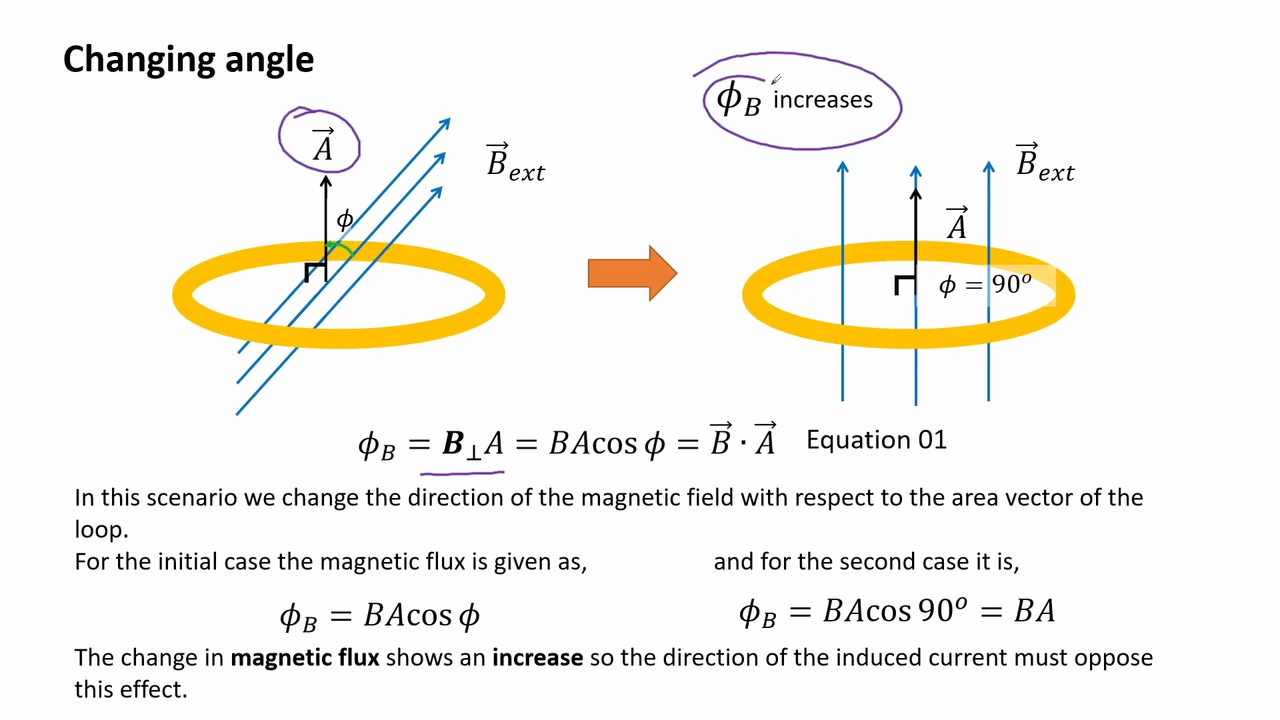 Changing angle
ϕ_B increases
A⃗
B⃗_ext
B⃗_ext
ϕ
A⃗
ϕ = 90°
ϕ_B = B_⊥A = BAcos ϕ = B⃗ · A⃗ Equation 01
In this scenario we change the direction of the magnetic field with respect to the area vector of the
loop.
For the initial case the magnetic flux is given as, and for the second case it is,
ϕ_B = BAcos ϕ ϕ_B = BAcos 90° = BA
The change in magnetic flux shows an increase so the direction of the induced current must oppose
this effect.